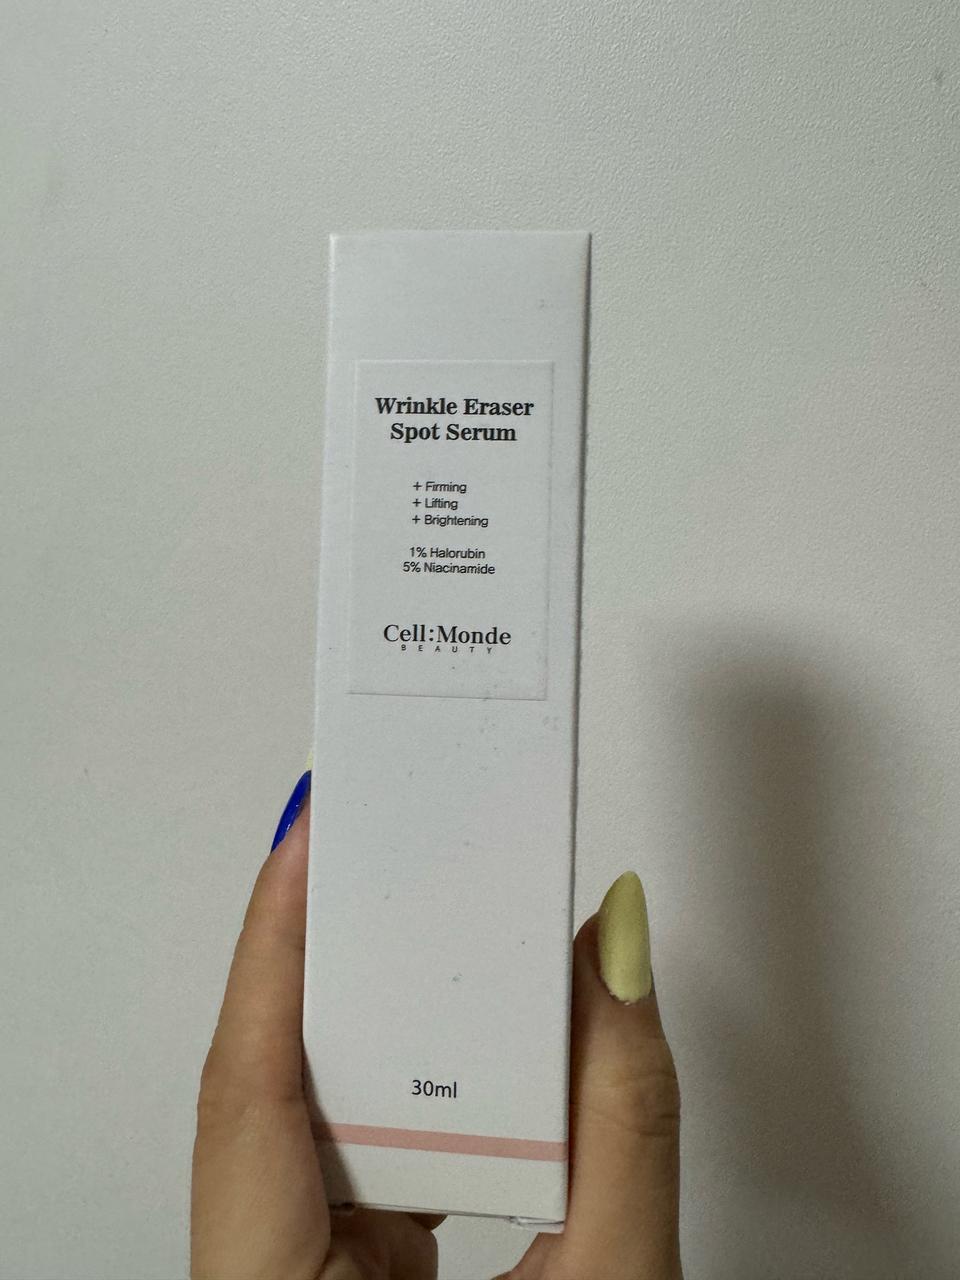 Wrinkle Eraser
Spot Serum
+ Firming
+ Lifting
+ Brightening
1% Halorubin
5% Niacinamide
Cell:Monde
BEAUTY
30ml